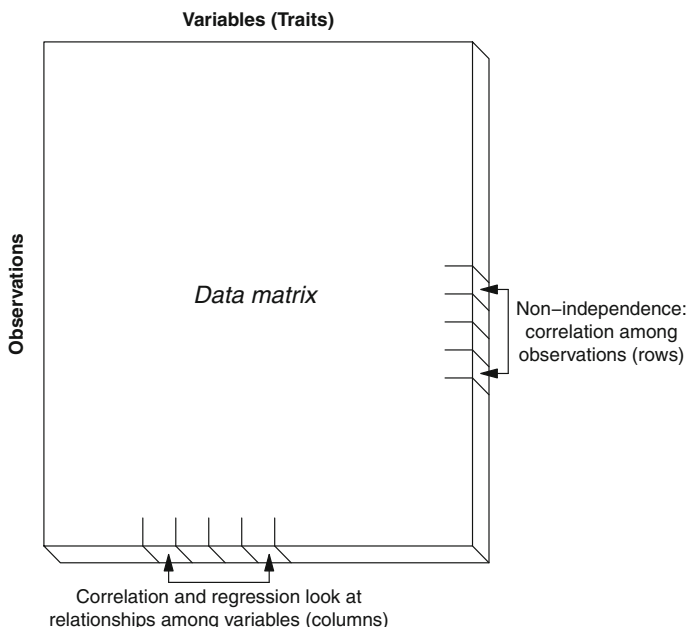 Variables (Traits)
Observations
Data matrix
Non−independence:
correlation among
observations (rows)
Correlation and regression look at
relationships among variables (columns)